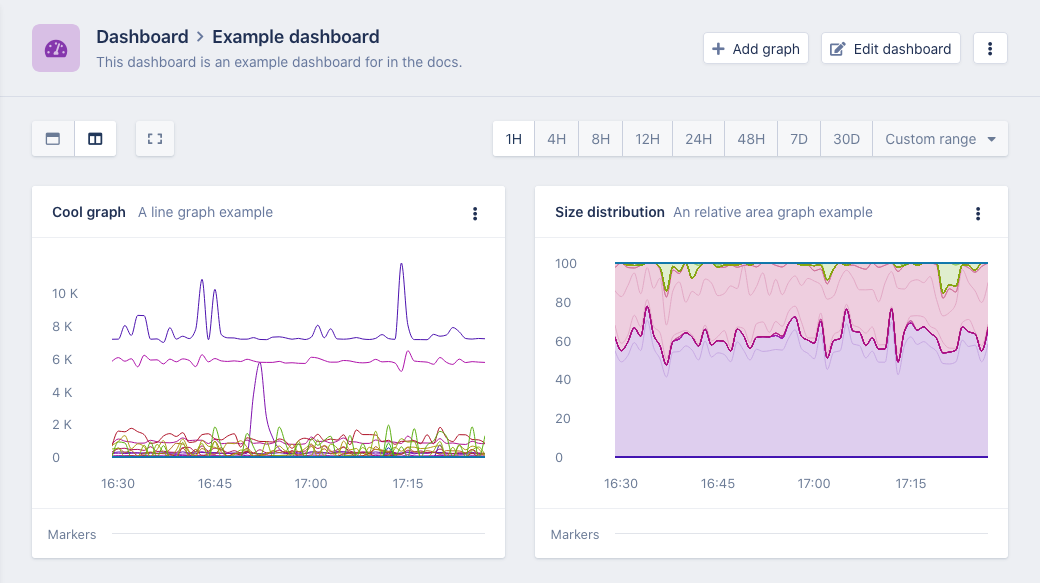 Dashboard > Example dashboard
This dashboard is an example dashboard for in the docs.
Add graph
Edit dashboard
1H 4H 8H 12H 24H 48H 7D 30D Custom range
Cool graph A line graph example
10 K
8 K
6 K
4 K
2 K
0
16:30 16:45 17:00 17:15
Markers
Size distribution An relative area graph example
100
80
60
40
20
0
16:30 16:45 17:00 17:15
Markers